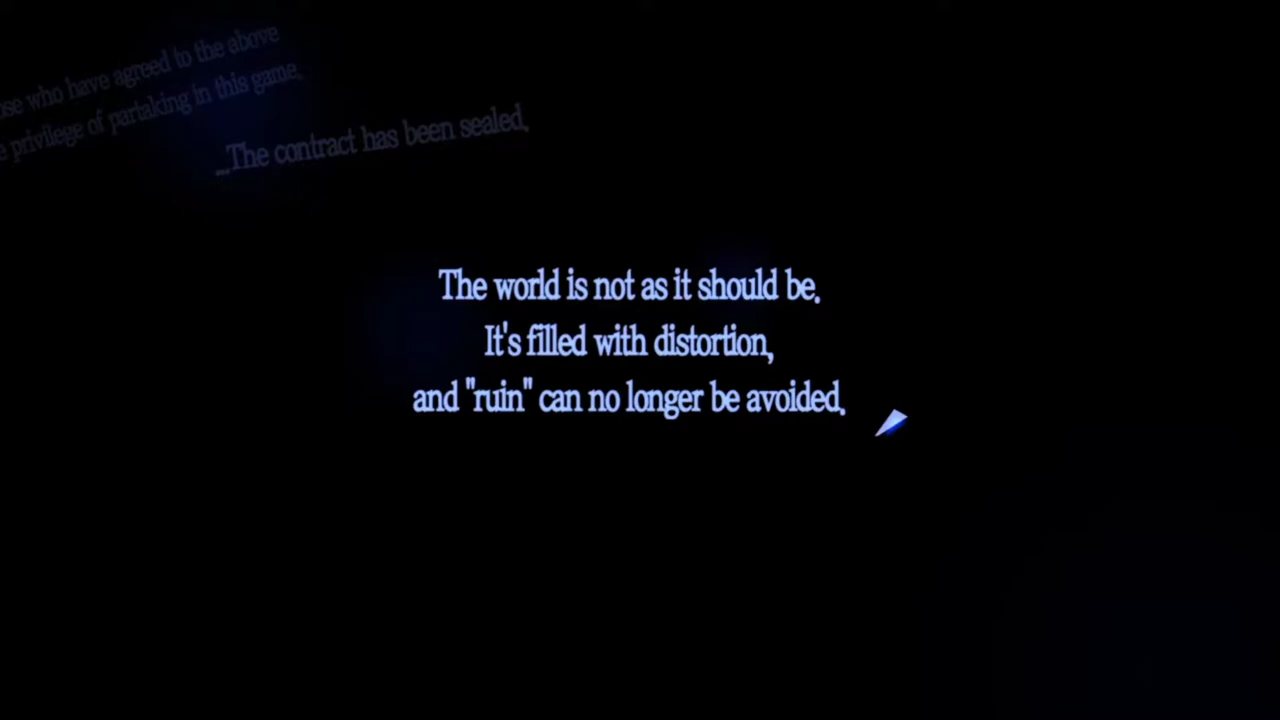 ose who have agreed to the above
e privilege of partaking in this game.
...The contract has been sealed.
The world is not as it should be.
It's filled with distortion,
and "ruin" can no longer be avoided.